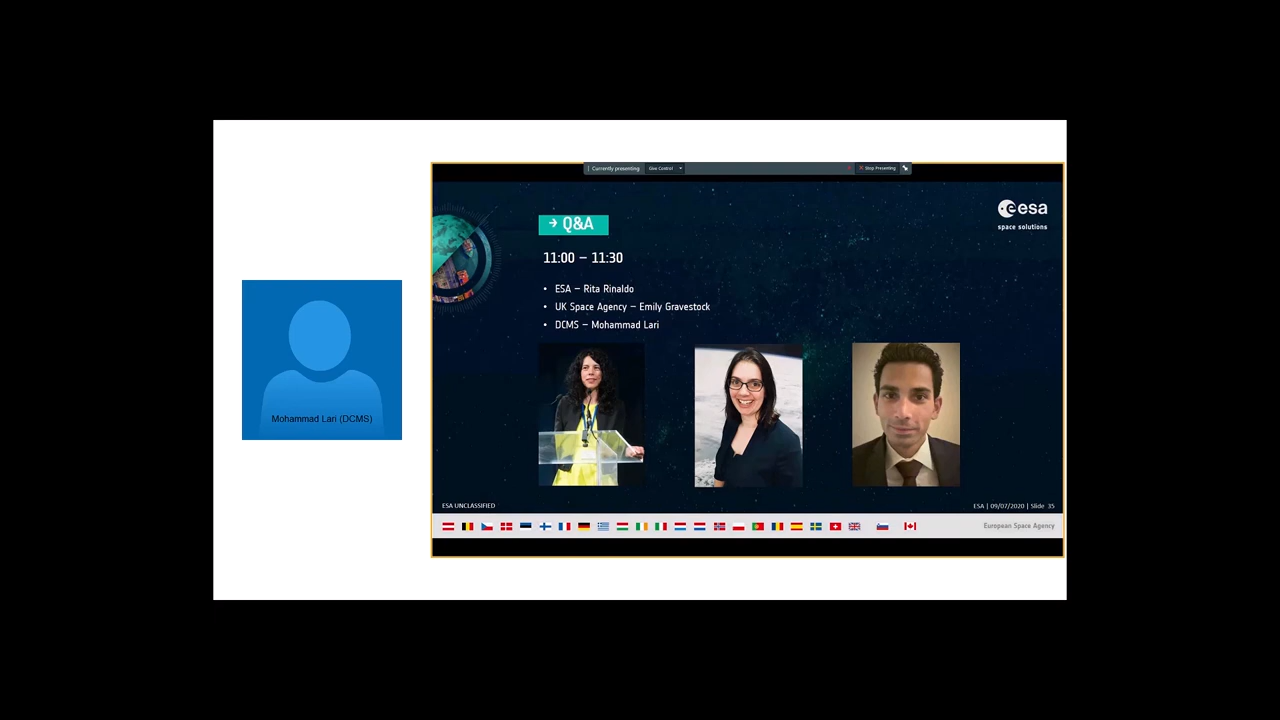 Currently presenting
Give Control
Stop Presenting
esa
space solutions
→ Q&A
11:00 – 11:30
• ESA – Rita Rinaldo
• UK Space Agency – Emily Gravestock
• DCMS – Mohammad Lari
Mohammad Lari (DCMS)
ESA UNCLASSIFIED
ESA | 09/07/2020 | Slide 35
European Space Agency